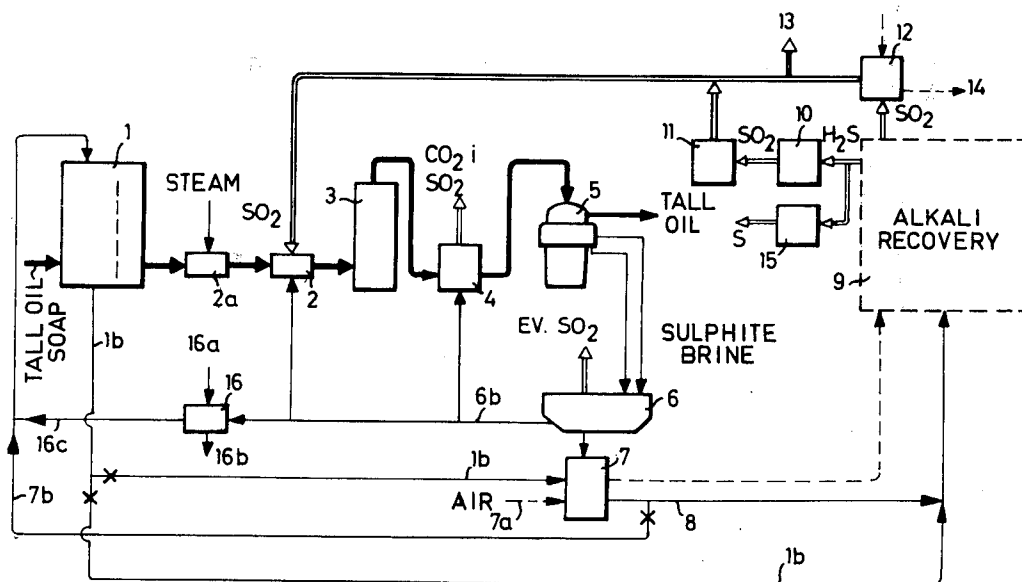 13
12
14
SO2
1
STEAM
SO2
2a
2
3
CO2 i
SO2
4
5
TALL
OIL
11
SO2
10
H2S
S
15
ALKALI
RECOVERY
9
TALL OIL
SOAP
1b
16a
16
16b
16c
6b
EV. SO2
SULPHITE
BRINE
6
7
1b
AIR
7a
7b
8
1b